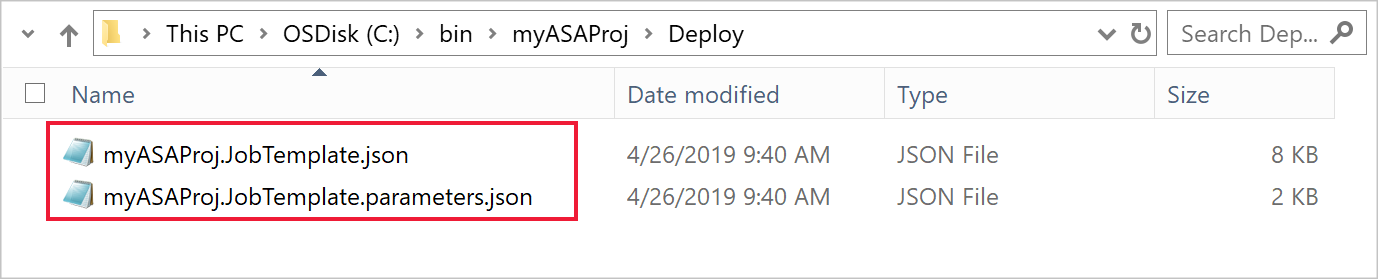 This PC > OSDisk (C:) > bin > myASAProj > Deploy Search Dep...
Name Date modified Type Size
myASAProj.JobTemplate.json 4/26/2019 9:40 AM JSON File 8 KB
myASAProj.JobTemplate.parameters.json 4/26/2019 9:40 AM JSON File 2 KB